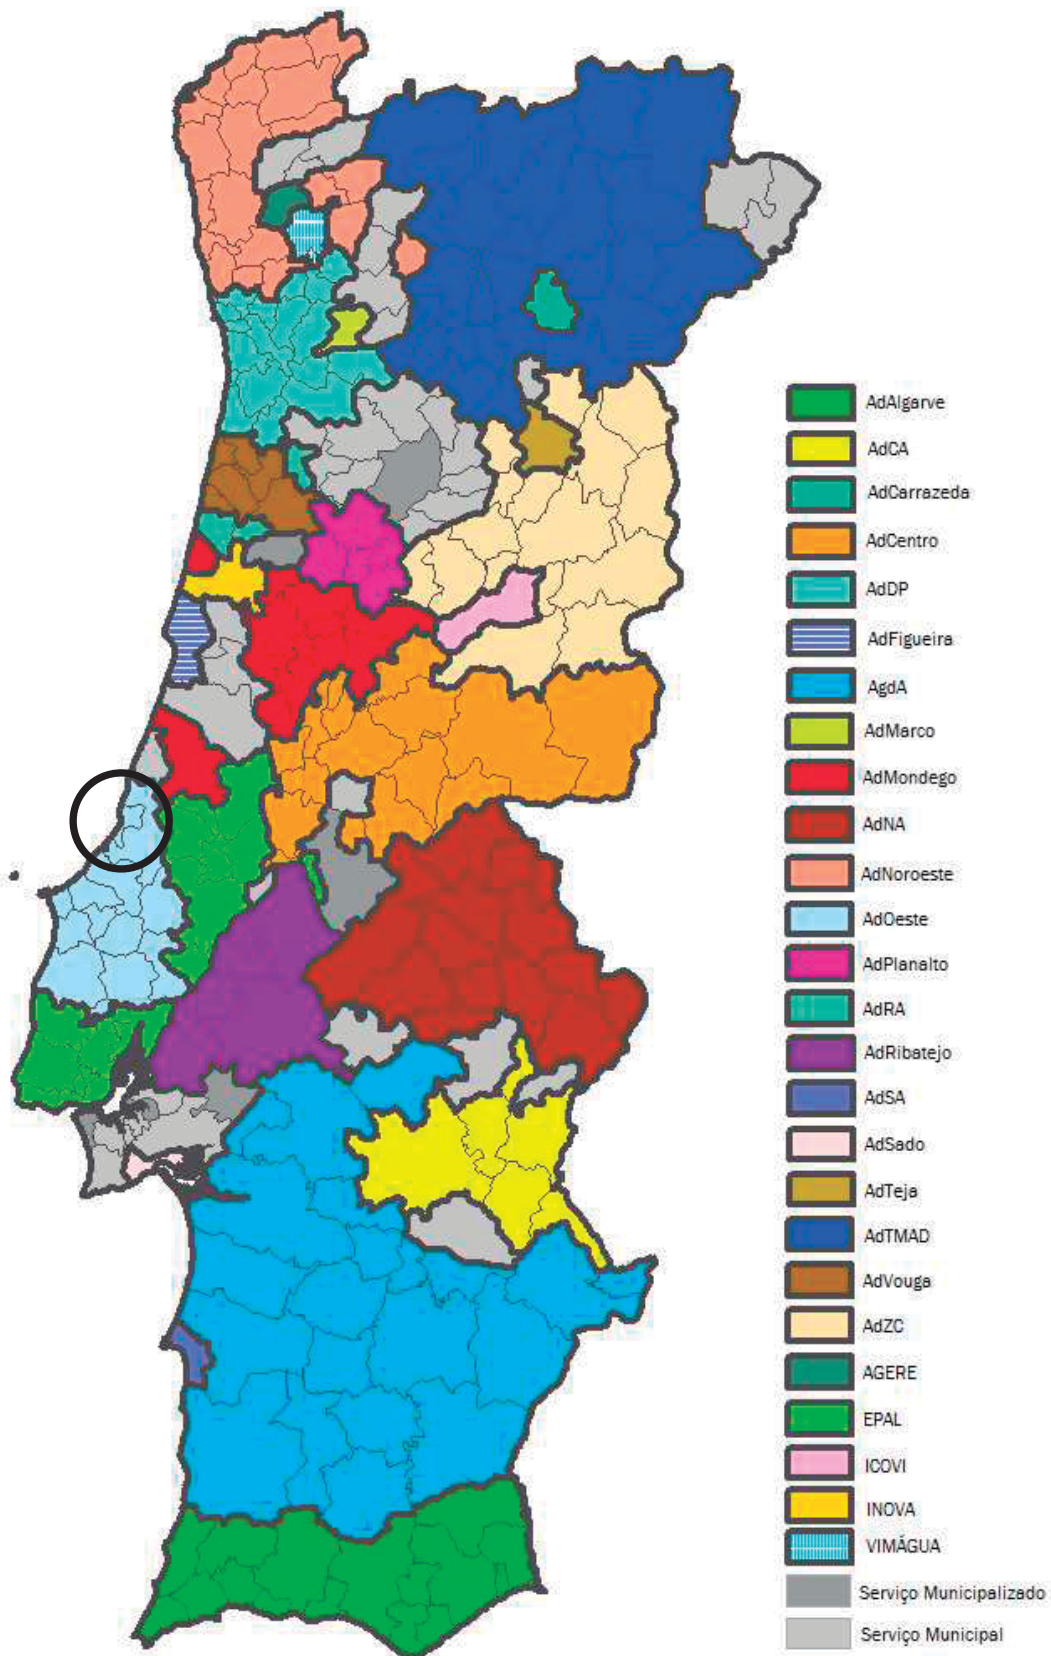 AdAlgarve
AdCA
AdCarrazeda
AdCentro
AdDP
AdFigueira
AgdA
AdMarco
AdMondego
AdNA
AdNoroeste
AdOeste
AdPlanalto
AdRA
AdRibatejo
AdSA
AdSado
AdTeja
AdTMAD
AdVouga
AdZC
AGERE
EPAL
ICOVI
INOVA
VIMÁGUA
Serviço Municipalizado
Serviço Municipal